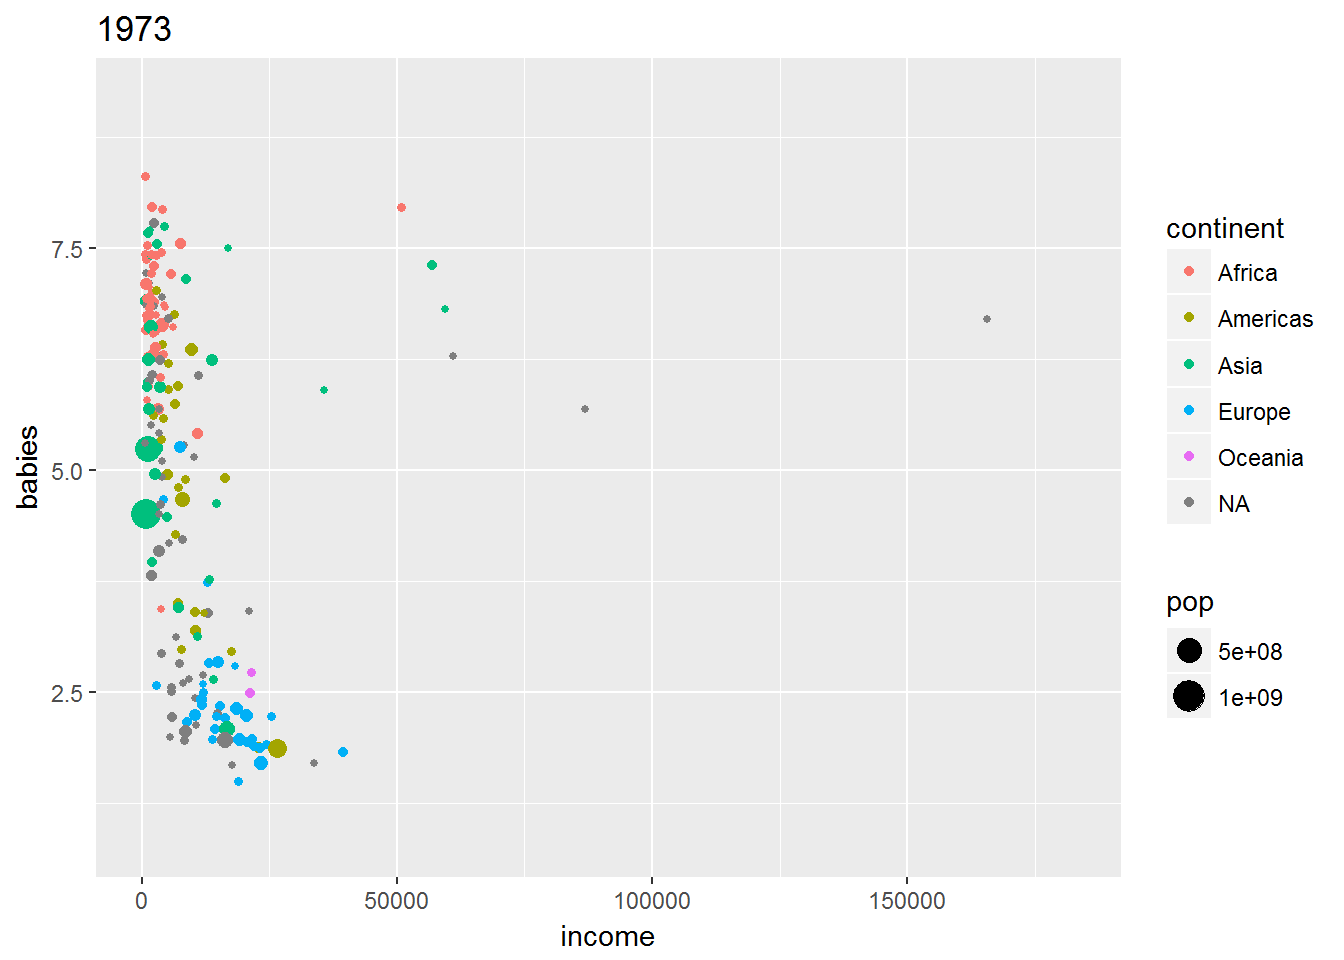 1973
babies
7.5
5.0
2.5
0
50000
100000
150000
income
continent
Africa
Americas
Asia
Europe
Oceania
NA
pop
5e+08
1e+09